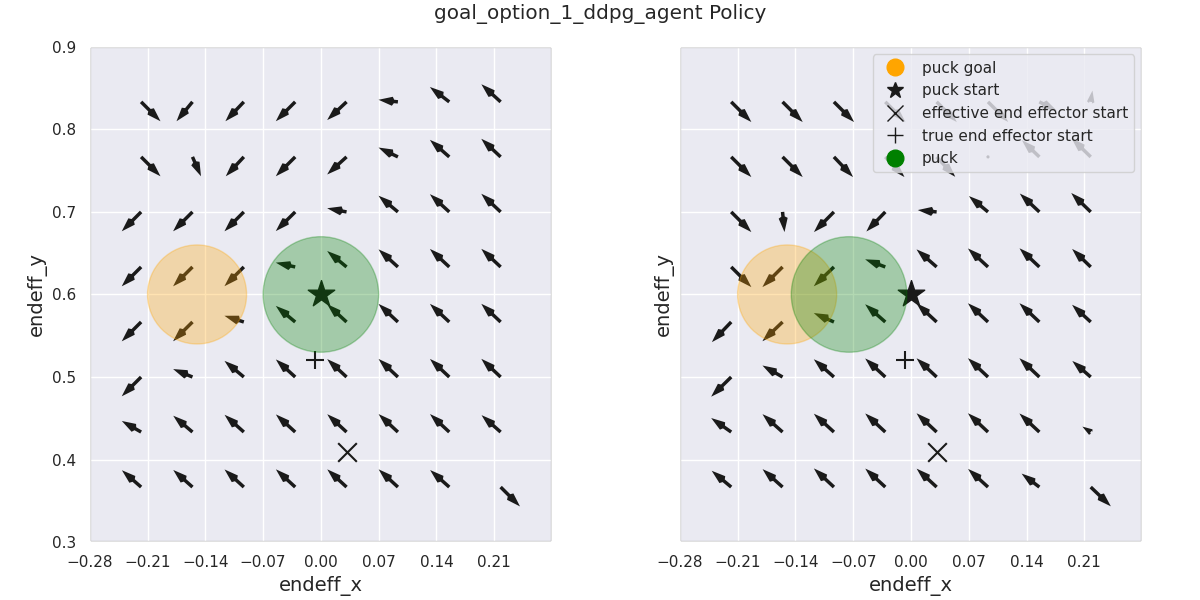 goal_option_1_ddpg_agent Policy
endeff_y
0.9
0.8
0.7
0.6
0.5
0.4
0.3
−0.28 −0.21 −0.14 −0.07 0.00 0.07 0.14 0.21
endeff_x
endeff_y
puck goal
puck start
effective end effector start
true end effector start
puck
−0.28 −0.21 −0.14 −0.07 0.00 0.07 0.14 0.21
endeff_x